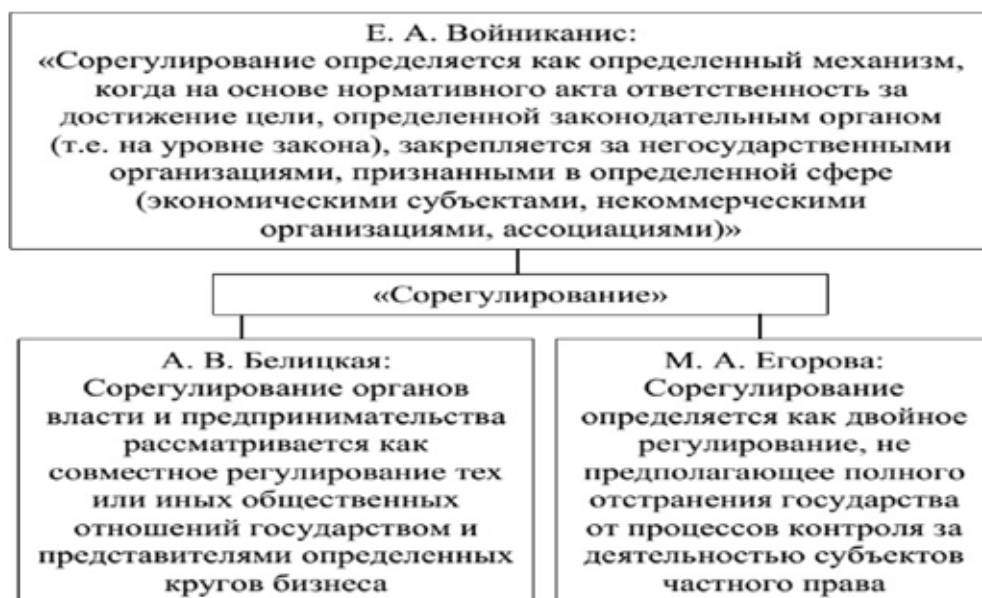 Е. А. Войниканис:
«Сорегулирование определяется как определенный механизм,
когда на основе нормативного акта ответственность за
достижение цели, определенной законодательным органом
(т.е. на уровне закона), закрепляется за негосударственными
организациями, признанными в определенной сфере
(экономическими субъектами, некоммерческими
организациями, ассоциациями)»
«Сорегулирование»
А. В. Белицкая:
Сорегулирование органов
власти и предпринимательства
рассматривается как
совместное регулирование тех
или иных общественных
отношений государством и
представителями определенных
кругов бизнеса
М. А. Егорова:
Сорегулирование
определяется как двойное
регулирование, не
предполагающее полного
отстранения государства
от процессов контроля за
деятельностью субъектов
частного права